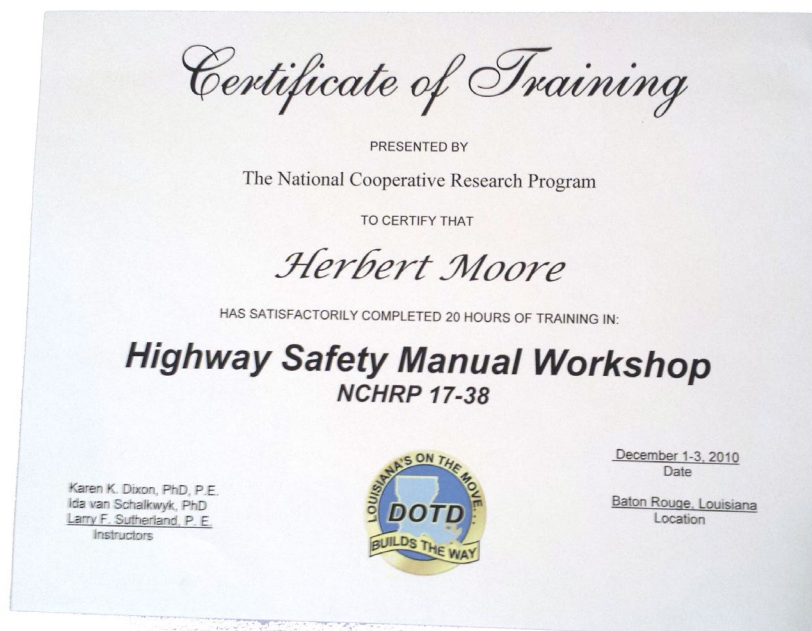 Certificate of Training
PRESENTED BY
The National Cooperative Research Program
TO CERTIFY THAT
Herbert Moore
HAS SATISFACTORILY COMPLETED 20 HOURS OF TRAINING IN:
Highway Safety Manual Workshop
NCHRP 17-38
Karen K. Dixon, PhD, P.E.
Ida van Schalkwyk, PhD
Larry F. Sutherland, P. E.
Instructors
LOUISIANA'S ON THE MOVE...
DOTD
BUILDS THE WAY
December 1-3, 2010
Date
Baton Rouge, Louisiana
Location